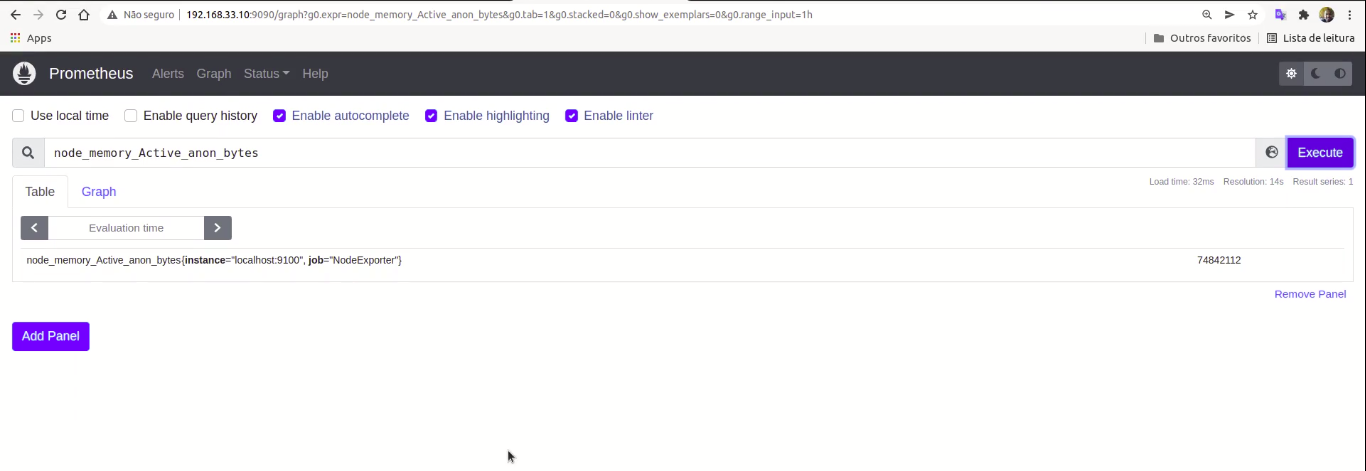 Não seguro | 192.168.33.10:9090/graph?g0.expr=node_memory_Active_anon_bytes&g0.tab=1&g0.stacked=0&g0.show_exemplars=0&g0.range_input=1h
Apps Outros favoritos Lista de leitura
Prometheus Alerts Graph Status Help
Use local time Enable query history Enable autocomplete Enable highlighting Enable linter
node_memory_Active_anon_bytes Execute
Table Graph Load time: 32ms Resolution: 14s Result series: 1
Evaluation time
node_memory_Active_anon_bytes{instance="localhost:9100", job="NodeExporter"} 74842112
Remove Panel
Add Panel